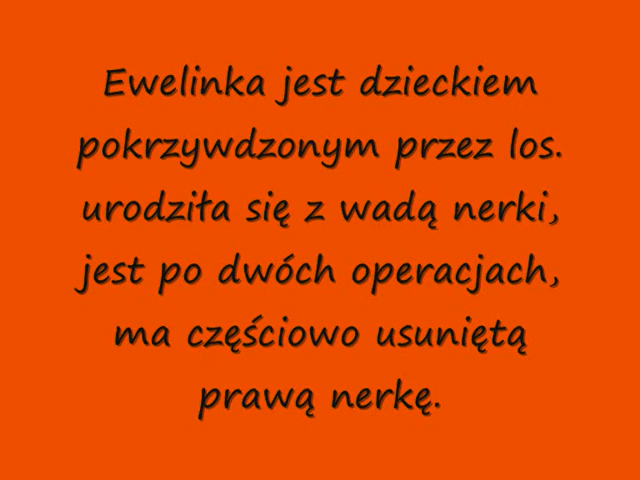 Ewelinka jest dzieckiem
pokrzywdzonym przez los.
urodziła się z wadą nerki,
jest po dwóch operacjach,
ma częściowo usuniętą
prawą nerkę.